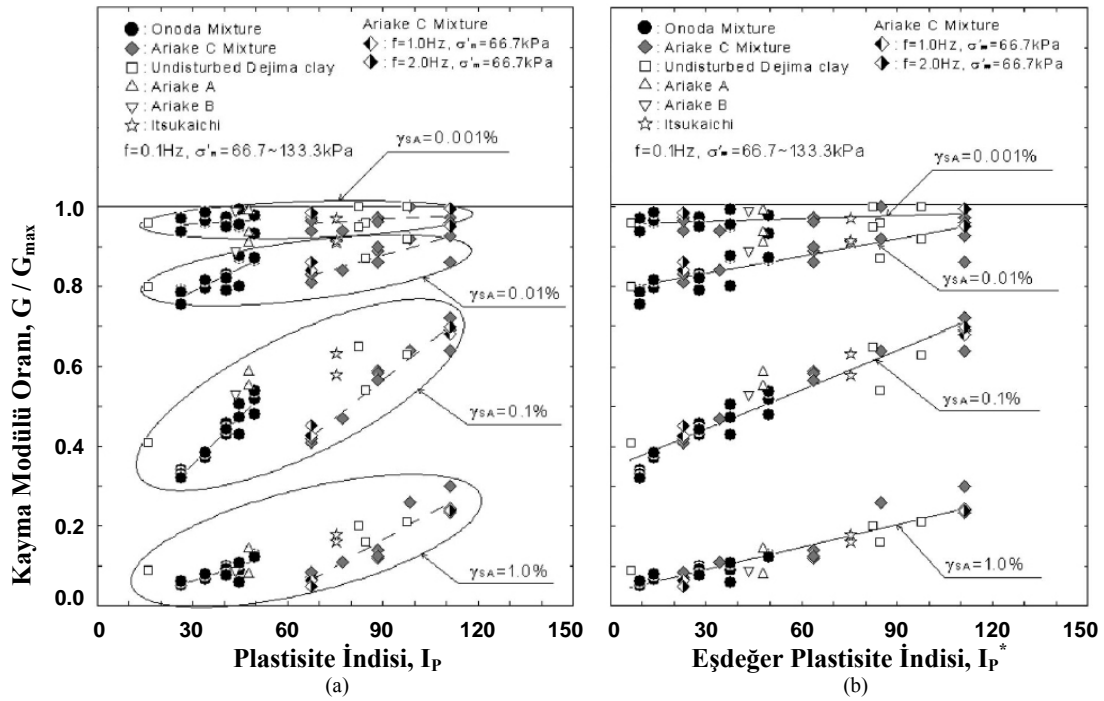 (a)
Onoda Mixture
Ariake C Mixture
Undisturbed Dejima clay
Ariake A
Ariake B
Itsukaichi
f=0.1Hz, σ'm=66.7~133.3kPa
Ariake C Mixture
f=1.0Hz, σ'm=66.7kPa
f=2.0Hz, σ'm=66.7kPa
γSA=0.001%
γSA=0.01%
γSA=0.1%
γSA=1.0%
1.0
0.8
0.6
0.4
0.2
0.0
Kayma Modülü Oranı, G / Gmax
0 30 60 90 120 150
Plastisite İndisi, IP
(a)
(b)
Onoda Mixture
Ariake C Mixture
Undisturbed Dejima clay
Ariake A
Ariake B
Itsukaichi
f=0.1Hz, σ'm=66.7~133.3kPa
Ariake C Mixture
f=1.0Hz, σ'm=66.7kPa
f=2.0Hz, σ'm=66.7kPa
γSA=0.001%
γSA=0.01%
γSA=0.1%
γSA=1.0%
0 30 60 90 120 150
Eşdeğer Plastisite İndisi, IP*
(b)